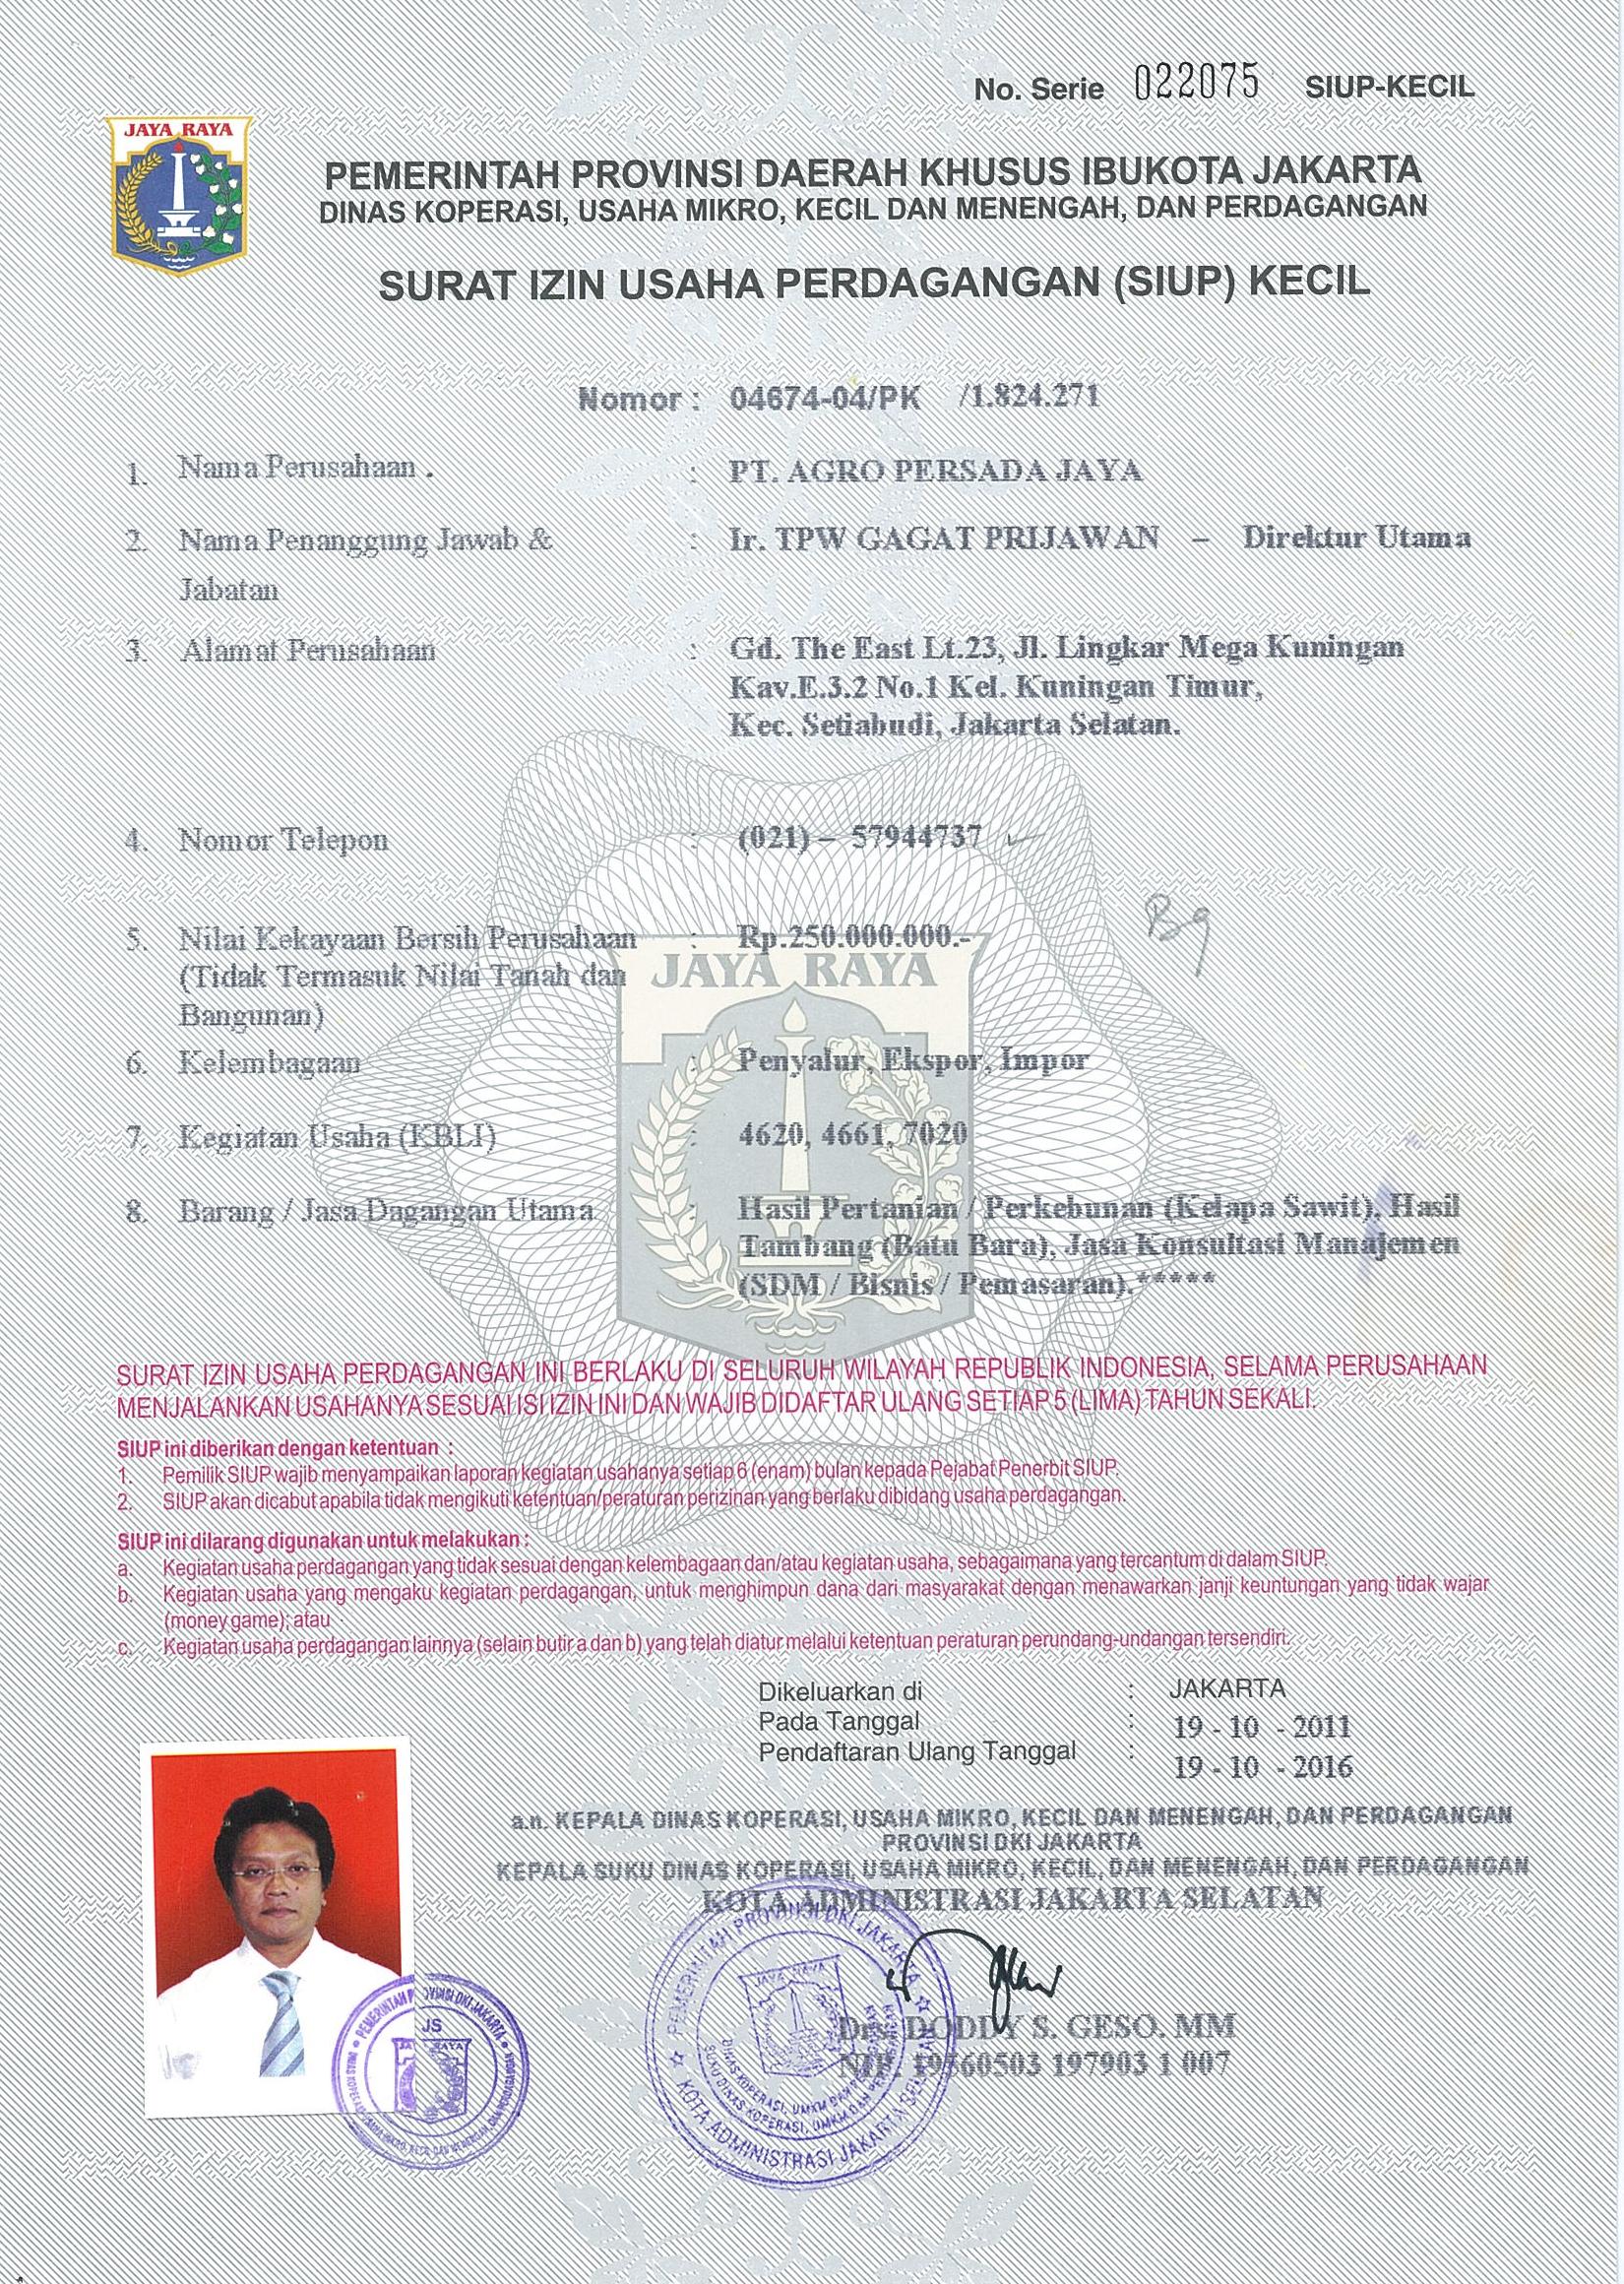 No. Serie 022075 SIUP-KECIL
JAYA RAYA
PEMERINTAH PROVINSI DAERAH KHUSUS IBUKOTA JAKARTA
DINAS KOPERASI, USAHA MIKRO, KECIL DAN MENENGAH, DAN PERDAGANGAN
SURAT IZIN USAHA PERDAGANGAN (SIUP) KECIL
Nomor : 04674-04/PK /1.824.271
1. Nama Perusahaan . : PT. AGRO PERSADA JAYA
2. Nama Penanggung Jawab & : Ir. TPW GAGAT PRIJAWAN – Direktur Utama
Jabatan
3. Alamat Perusahaan : Gd. The East Lt.23, Jl. Lingkar Mega Kuningan
Kav.E.3.2 No.1 Kel. Kuningan Timur,
Kec. Setiabudi, Jakarta Selatan.
4. Nomor Telepon : (021) – 57944737
5. Nilai Kekayaan Bersih Perusahaan : Rp.250.000.000.-
(Tidak Termasuk Nilai Tanah dan
Bangunan)
JAYA RAYA
6. Kelembagaan : Penyalur, Ekspor, Impor
7. Kegiatan Usaha (KBLI) : 4620, 4661, 7020
8. Barang / Jasa Dagangan Utama : Hasil Pertanian / Perkebunan (Kelapa Sawit), Hasil
Tambang (Batu Bara), Jasa Konsultasi Manajemen
(SDM / Bisnis / Pemasaran).*****
SURAT IZIN USAHA PERDAGANGAN INI BERLAKU DI SELURUH WILAYAH REPUBLIK INDONESIA, SELAMA PERUSAHAAN
MENJALANKAN USAHANYA SESUAI ISI IZIN INI DAN WAJIB DIDAFTAR ULANG SETIAP 5 (LIMA) TAHUN SEKALI.
SIUP ini diberikan dengan ketentuan :
1. Pemilik SIUP wajib menyampaikan laporan kegiatan usahanya setiap 6 (enam) bulan kepada Pejabat Penerbit SIUP.
2. SIUP akan dicabut apabila tidak mengikuti ketentuan/peraturan perizinan yang berlaku dibidang usaha perdagangan.
SIUP ini dilarang digunakan untuk melakukan :
a. Kegiatan usaha perdagangan yang tidak sesuai dengan kelembagaan dan/atau kegiatan usaha, sebagaimana yang tercantum di dalam SIUP.
b. Kegiatan usaha yang mengaku kegiatan perdagangan, untuk menghimpun dana dari masyarakat dengan menawarkan janji keuntungan yang tidak wajar
(money game); atau
c. Kegiatan usaha perdagangan lainnya (selain butir a dan b) yang telah diatur melalui ketentuan peraturan perundang-undangan tersendiri.
Dikeluarkan di : JAKARTA
Pada Tanggal : 19 - 10 - 2011
Pendaftaran Ulang Tanggal : 19 - 10 - 2016
a.n. KEPALA DINAS KOPERASI, USAHA MIKRO, KECIL DAN MENENGAH, DAN PERDAGANGAN
PROVINSI DKI JAKARTA
KEPALA SUKU DINAS KOPERASI, USAHA MIKRO, KECIL, DAN MENENGAH, DAN PERDAGANGAN
KOTA ADMINISTRASI JAKARTA SELATAN
PEMERINTAH PROVINSI DKI JAKARTA
JAYA RAYA
SUKU DINAS KOPERASI, UMKM DAN
KOTA ADMINISTRASI JAKARTA SELATAN
Drs. DODDY S. GESO. MM
NIP. 19560503 197903 1 007
PEMERINTAH PROVINSI DKI JAKARTA
JS